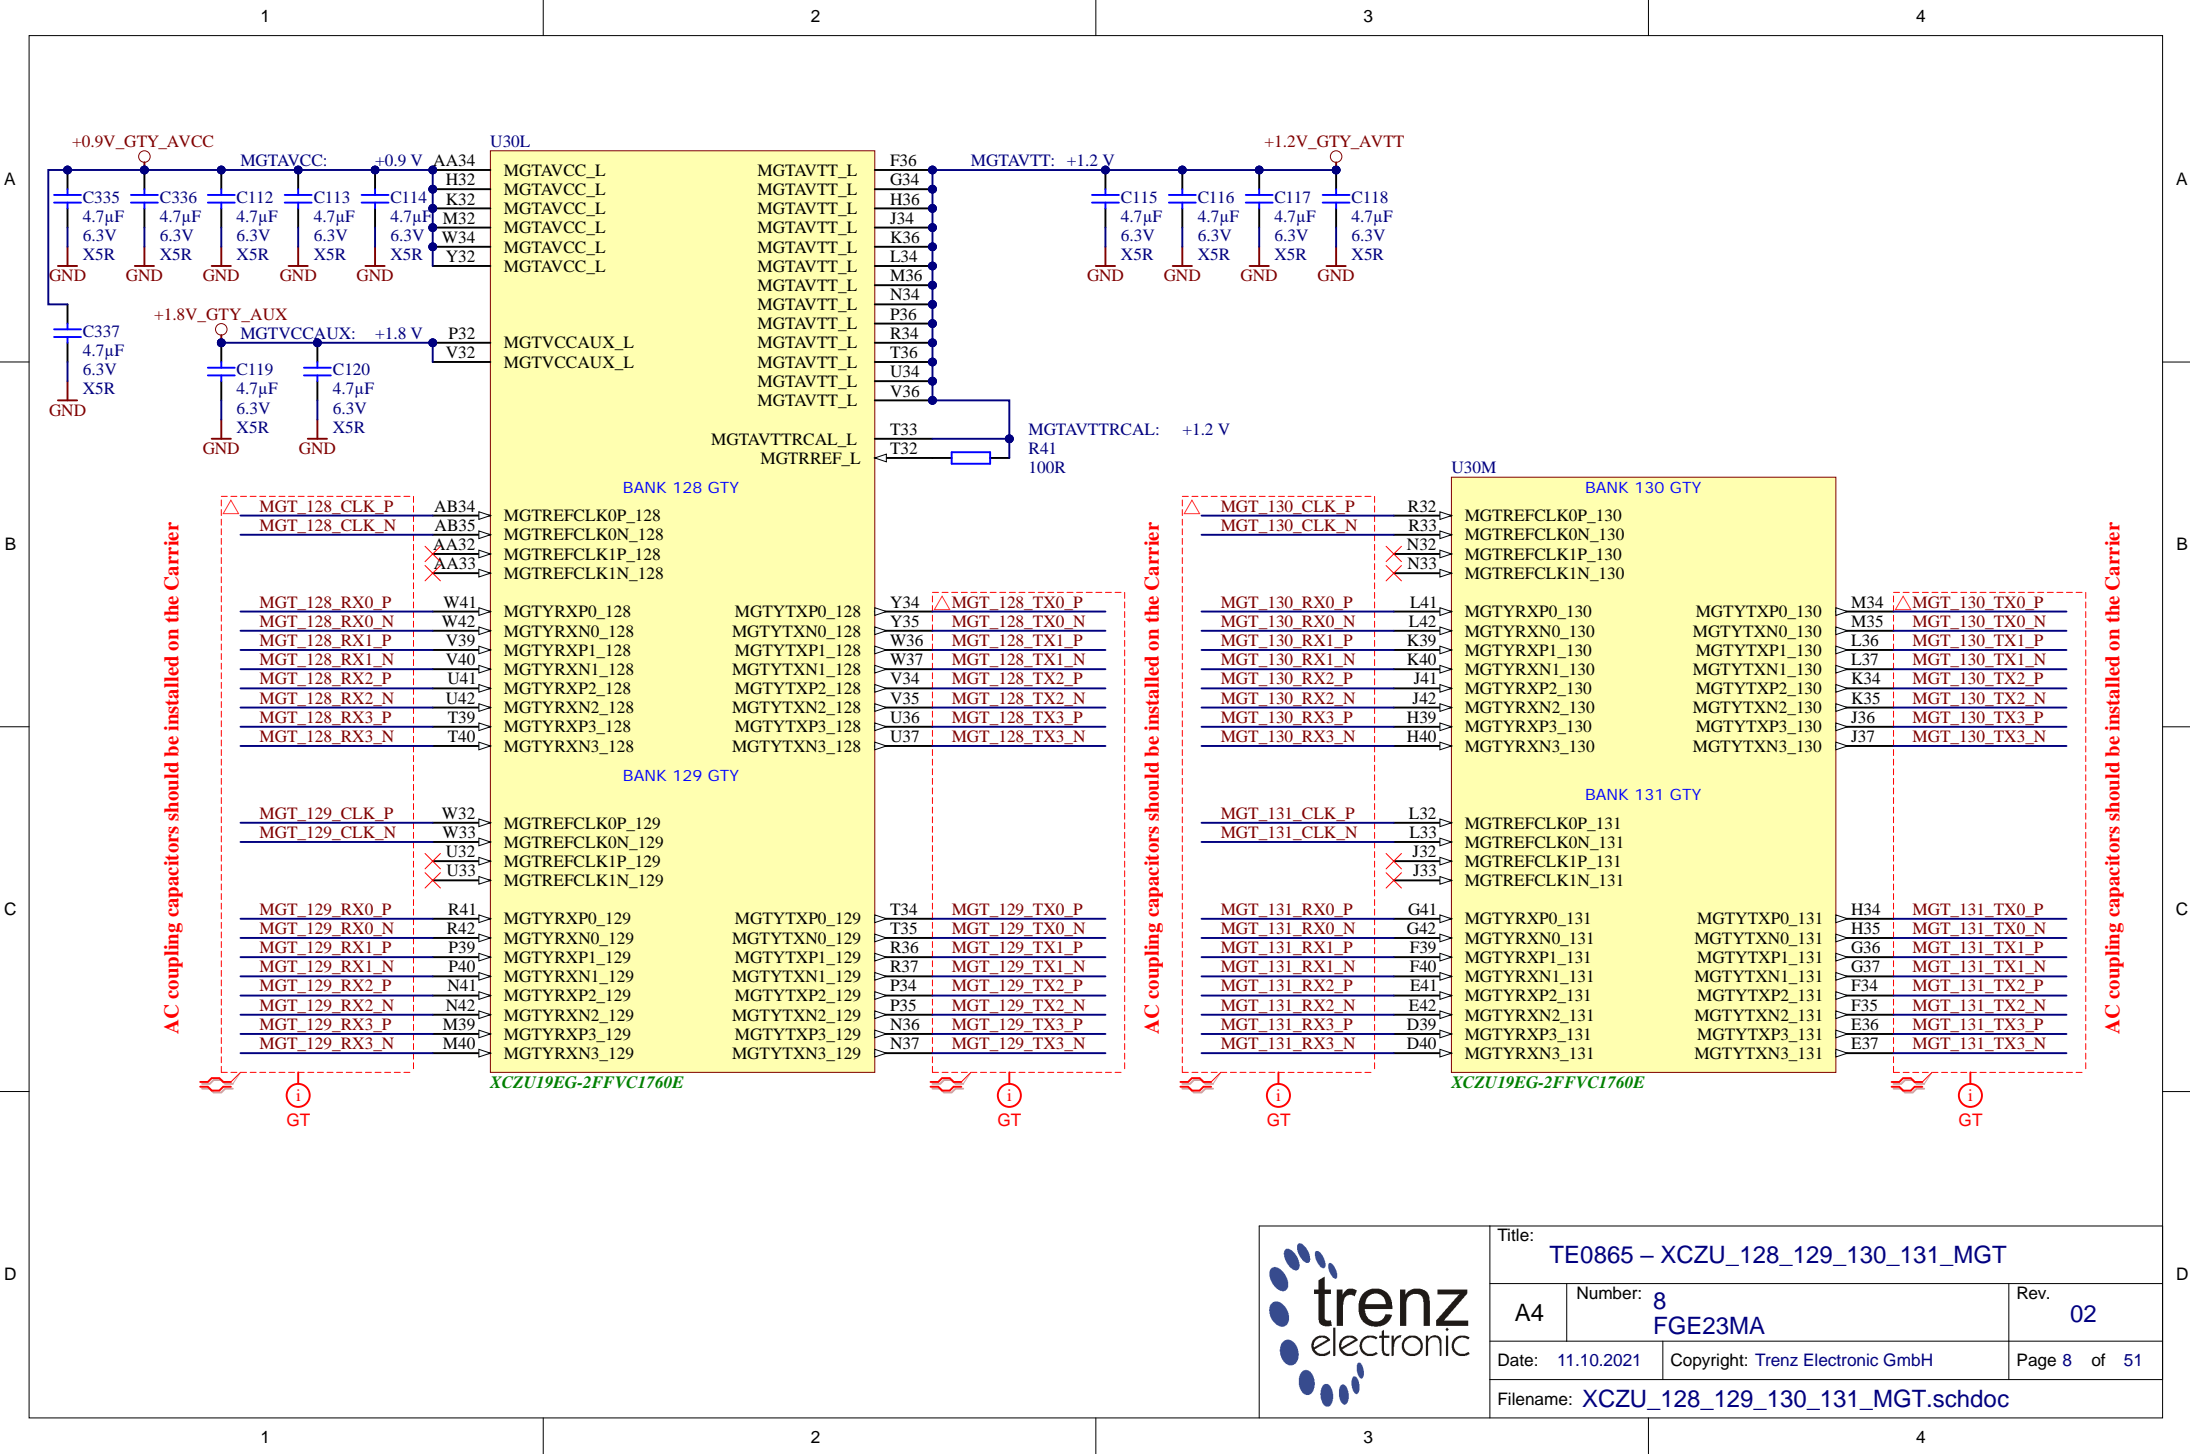 1 2 3 4
A A
B B
C C
D D
1 2 3 4
+0.9V_GTY_AVCC
MGTAVCC: +0.9 V
C335 4.7µF 6.3V X5R GND
C336 4.7µF 6.3V X5R GND
C112 4.7µF 6.3V X5R GND
C113 4.7µF 6.3V X5R GND
C114 4.7µF 6.3V X5R GND
C337 4.7µF 6.3V X5R GND
+1.8V_GTY_AUX
MGTVCCAUX: +1.8 V
C119 4.7µF 6.3V X5R GND
C120 4.7µF 6.3V X5R GND
U30L
AA34 MGTAVCC_L MGTAVTT_L F36
H32 MGTAVCC_L MGTAVTT_L G34
K32 MGTAVCC_L MGTAVTT_L H36
M32 MGTAVCC_L MGTAVTT_L J34
W34 MGTAVCC_L MGTAVTT_L K36
Y32 MGTAVCC_L MGTAVTT_L L34
MGTAVTT_L M36
MGTAVTT_L N34
MGTAVTT_L P36
P32 MGTVCCAUX_L MGTAVTT_L R34
V32 MGTVCCAUX_L MGTAVTT_L T36
MGTAVTT_L U34
MGTAVTT_L V36
MGTAVTTRCAL_L T33
MGTRREF_L T32
MGTAVTT: +1.2 V
+1.2V_GTY_AVTT
C115 4.7µF 6.3V X5R GND
C116 4.7µF 6.3V X5R GND
C117 4.7µF 6.3V X5R GND
C118 4.7µF 6.3V X5R GND
MGTAVTTRCAL: +1.2 V
R41
100R
BANK 128 GTY
MGT_128_CLK_P AB34 MGTREFCLK0P_128
MGT_128_CLK_N AB35 MGTREFCLK0N_128
AA32 MGTREFCLK1P_128
AA33 MGTREFCLK1N_128
MGT_128_RX0_P W41 MGTYRXP0_128 MGTYTXP0_128 Y34 MGT_128_TX0_P
MGT_128_RX0_N W42 MGTYRXN0_128 MGTYTXN0_128 Y35 MGT_128_TX0_N
MGT_128_RX1_P V39 MGTYRXP1_128 MGTYTXP1_128 W36 MGT_128_TX1_P
MGT_128_RX1_N V40 MGTYRXN1_128 MGTYTXN1_128 W37 MGT_128_TX1_N
MGT_128_RX2_P U41 MGTYRXP2_128 MGTYTXP2_128 V34 MGT_128_TX2_P
MGT_128_RX2_N U42 MGTYRXN2_128 MGTYTXN2_128 V35 MGT_128_TX2_N
MGT_128_RX3_P T39 MGTYRXP3_128 MGTYTXP3_128 U36 MGT_128_TX3_P
MGT_128_RX3_N T40 MGTYRXN3_128 MGTYTXN3_128 U37 MGT_128_TX3_N
BANK 129 GTY
MGT_129_CLK_P W32 MGTREFCLK0P_129
MGT_129_CLK_N W33 MGTREFCLK0N_129
U32 MGTREFCLK1P_129
U33 MGTREFCLK1N_129
MGT_129_RX0_P R41 MGTYRXP0_129 MGTYTXP0_129 T34 MGT_129_TX0_P
MGT_129_RX0_N R42 MGTYRXN0_129 MGTYTXN0_129 T35 MGT_129_TX0_N
MGT_129_RX1_P P39 MGTYRXP1_129 MGTYTXP1_129 R36 MGT_129_TX1_P
MGT_129_RX1_N P40 MGTYRXN1_129 MGTYTXN1_129 R37 MGT_129_TX1_N
MGT_129_RX2_P N41 MGTYRXP2_129 MGTYTXP2_129 P34 MGT_129_TX2_P
MGT_129_RX2_N N42 MGTYRXN2_129 MGTYTXN2_129 P35 MGT_129_TX2_N
MGT_129_RX3_P M39 MGTYRXP3_129 MGTYTXP3_129 N36 MGT_129_TX3_P
MGT_129_RX3_N M40 MGTYRXN3_129 MGTYTXN3_129 N37 MGT_129_TX3_N
XCZU19EG-2FFVC1760E
AC coupling capacitors should be installed on the Carrier
i GT
i GT
U30M
BANK 130 GTY
MGT_130_CLK_P R32 MGTREFCLK0P_130
MGT_130_CLK_N R33 MGTREFCLK0N_130
N32 MGTREFCLK1P_130
N33 MGTREFCLK1N_130
MGT_130_RX0_P L41 MGTYRXP0_130 MGTYTXP0_130 M34 MGT_130_TX0_P
MGT_130_RX0_N L42 MGTYRXN0_130 MGTYTXN0_130 M35 MGT_130_TX0_N
MGT_130_RX1_P K39 MGTYRXP1_130 MGTYTXP1_130 L36 MGT_130_TX1_P
MGT_130_RX1_N K40 MGTYRXN1_130 MGTYTXN1_130 L37 MGT_130_TX1_N
MGT_130_RX2_P J41 MGTYRXP2_130 MGTYTXP2_130 K34 MGT_130_TX2_P
MGT_130_RX2_N J42 MGTYRXN2_130 MGTYTXN2_130 K35 MGT_130_TX2_N
MGT_130_RX3_P H39 MGTYRXP3_130 MGTYTXP3_130 J36 MGT_130_TX3_P
MGT_130_RX3_N H40 MGTYRXN3_130 MGTYTXN3_130 J37 MGT_130_TX3_N
BANK 131 GTY
MGT_131_CLK_P L32 MGTREFCLK0P_131
MGT_131_CLK_N L33 MGTREFCLK0N_131
J32 MGTREFCLK1P_131
J33 MGTREFCLK1N_131
MGT_131_RX0_P G41 MGTYRXP0_131 MGTYTXP0_131 H34 MGT_131_TX0_P
MGT_131_RX0_N G42 MGTYRXN0_131 MGTYTXN0_131 H35 MGT_131_TX0_N
MGT_131_RX1_P F39 MGTYRXP1_131 MGTYTXP1_131 G36 MGT_131_TX1_P
MGT_131_RX1_N F40 MGTYRXN1_131 MGTYTXN1_131 G37 MGT_131_TX1_N
MGT_131_RX2_P E41 MGTYRXP2_131 MGTYTXP2_131 F34 MGT_131_TX2_P
MGT_131_RX2_N E42 MGTYRXN2_131 MGTYTXN2_131 F35 MGT_131_TX2_N
MGT_131_RX3_P D39 MGTYRXP3_131 MGTYTXP3_131 E36 MGT_131_TX3_P
MGT_131_RX3_N D40 MGTYRXN3_131 MGTYTXN3_131 E37 MGT_131_TX3_N
XCZU19EG-2FFVC1760E
AC coupling capacitors should be installed on the Carrier
AC coupling capacitors should be installed on the Carrier
i GT
i GT
trenz
electronic
Title:
TE0865 – XCZU_128_129_130_131_MGT
A4
Number: 8
FGE23MA
Rev.
02
Date: 11.10.2021
Copyright: Trenz Electronic GmbH
Page 8 of 51
Filename: XCZU_128_129_130_131_MGT.schdoc